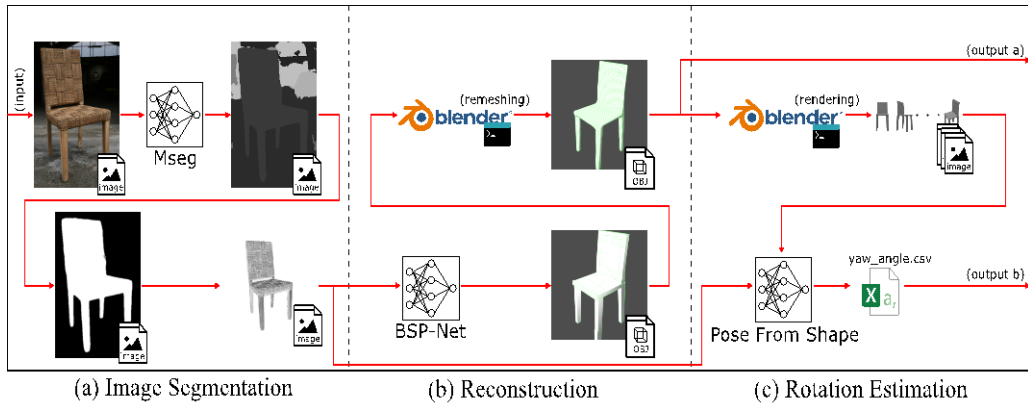 (input)
image
Mseg
image
image
image
(remeshing)
blender
OBJ
BSP-Net
OBJ
(output a)
(rendering)
blender
image
Pose From Shape
yaw_angle.csv
X a,
(output b)
(a) Image Segmentation
(b) Reconstruction
(c) Rotation Estimation